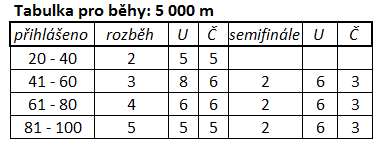 Tabulka pro běhy: 5 000 m
přihlášeno rozběh U Č semifinále U Č
20 - 40 2 5 5
41 - 60 3 8 6 2 6 3
61 - 80 4 6 6 2 6 3
81 - 100 5 5 5 2 6 3